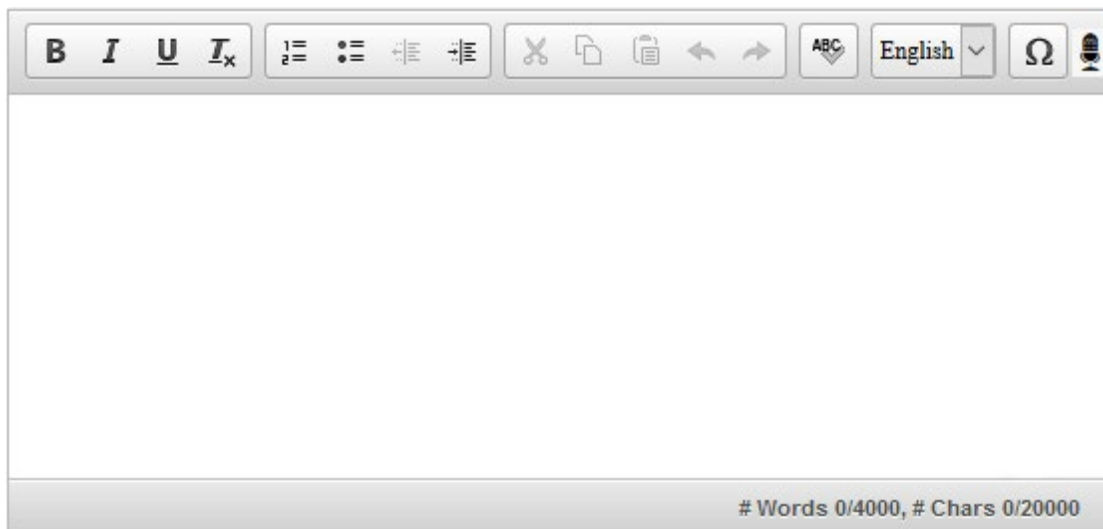 B I U Tx ABC English Ω
# Words 0/4000, # Chars 0/20000